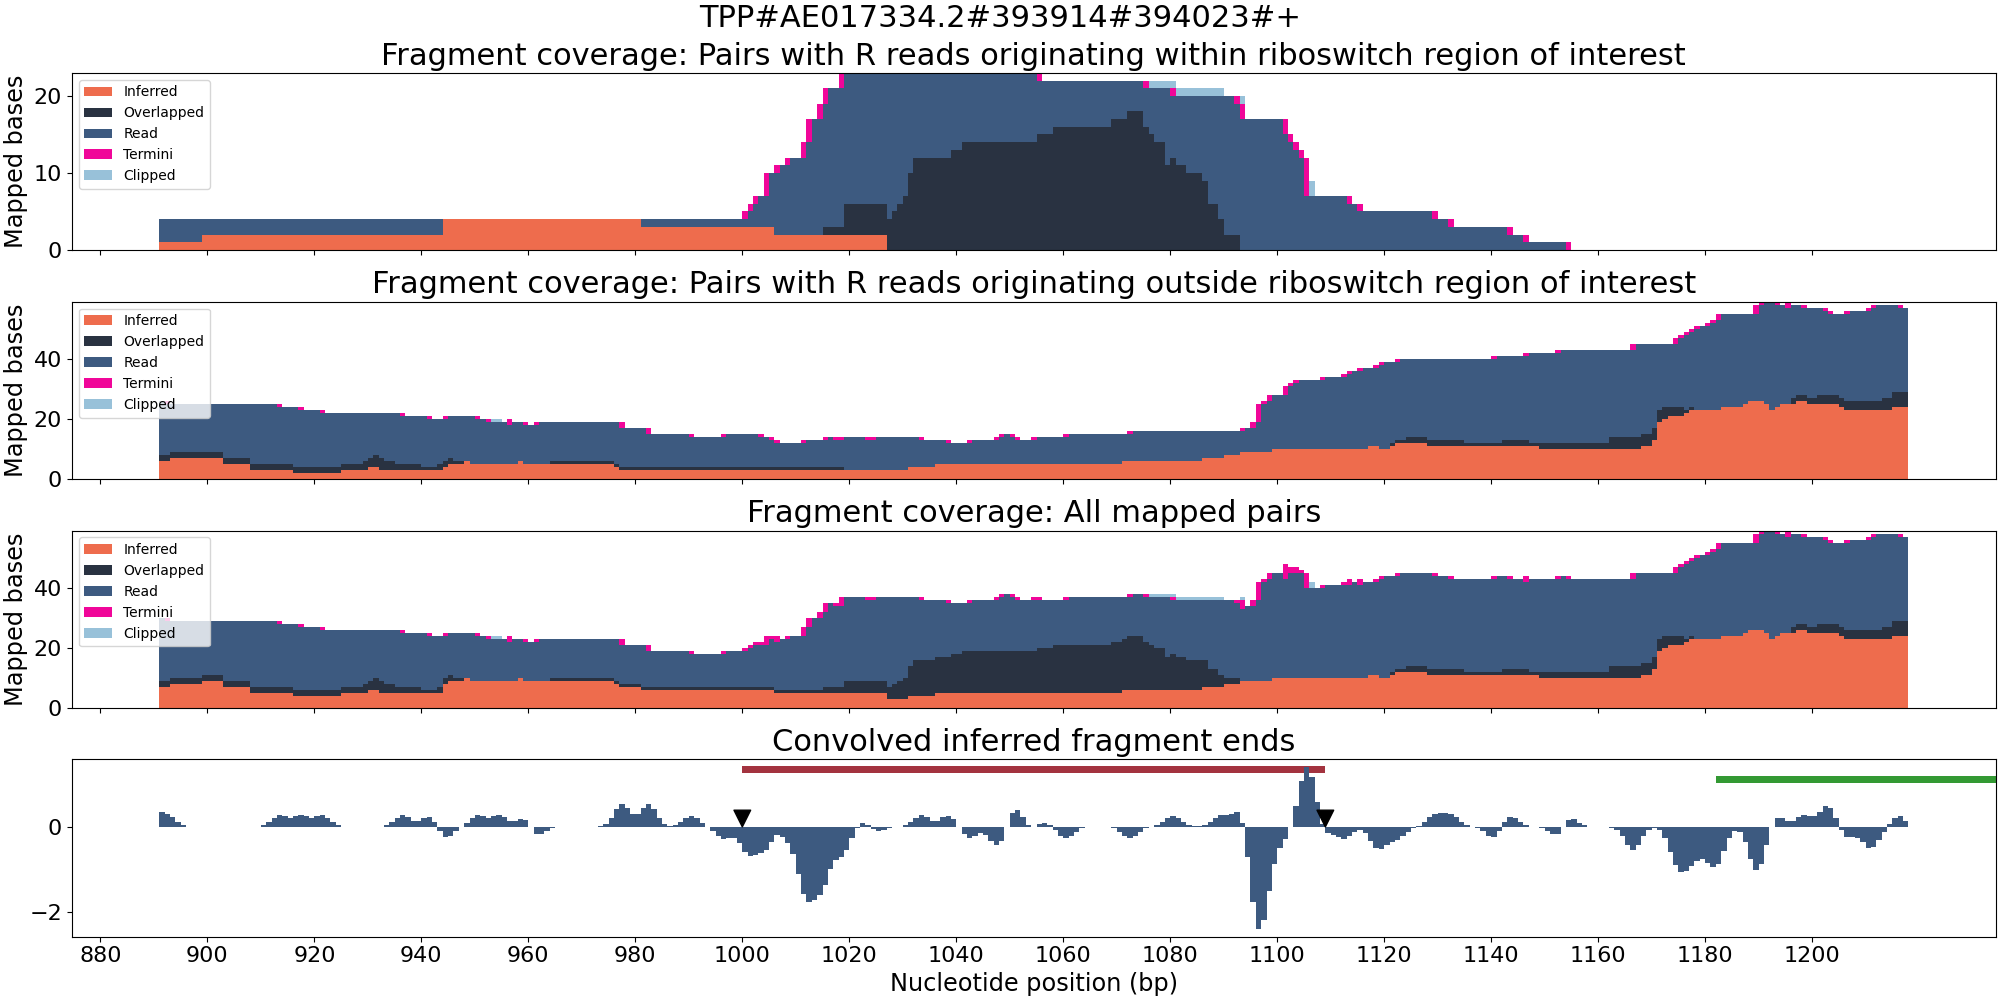 TPP#AE017334.2#393914#394023#+
Fragment coverage: Pairs with R reads originating within riboswitch region of interest
Mapped bases
20
10
0
Inferred
Overlapped
Read
Termini
Clipped
Fragment coverage: Pairs with R reads originating outside riboswitch region of interest
Mapped bases
40
20
0
Inferred
Overlapped
Read
Termini
Clipped
Fragment coverage: All mapped pairs
Mapped bases
40
20
0
Inferred
Overlapped
Read
Termini
Clipped
Convolved inferred fragment ends
0
−2
880 900 920 940 960 980 1000 1020 1040 1060 1080 1100 1120 1140 1160 1180 1200
Nucleotide position (bp)